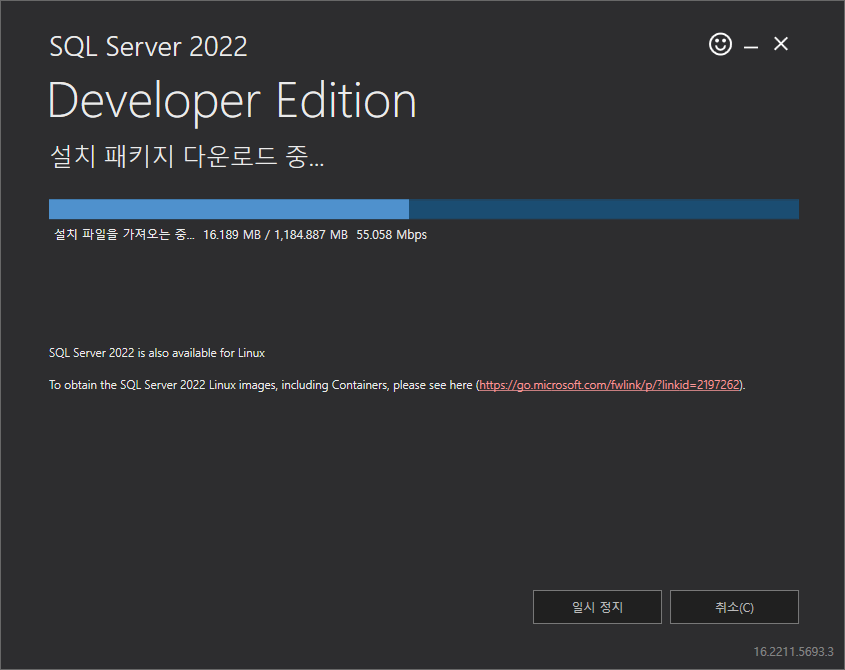 SQL Server 2022
Developer Edition
설치 패키지 다운로드 중...
설치 파일을 가져오는 중... 16.189 MB / 1,184.887 MB 55.058 Mbps
SQL Server 2022 is also available for Linux
To obtain the SQL Server 2022 Linux images, including Containers, please see here (https://go.microsoft.com/fwlink/p/?linkid=2197262).
일시 정지
취소(C)
16.2211.5693.3